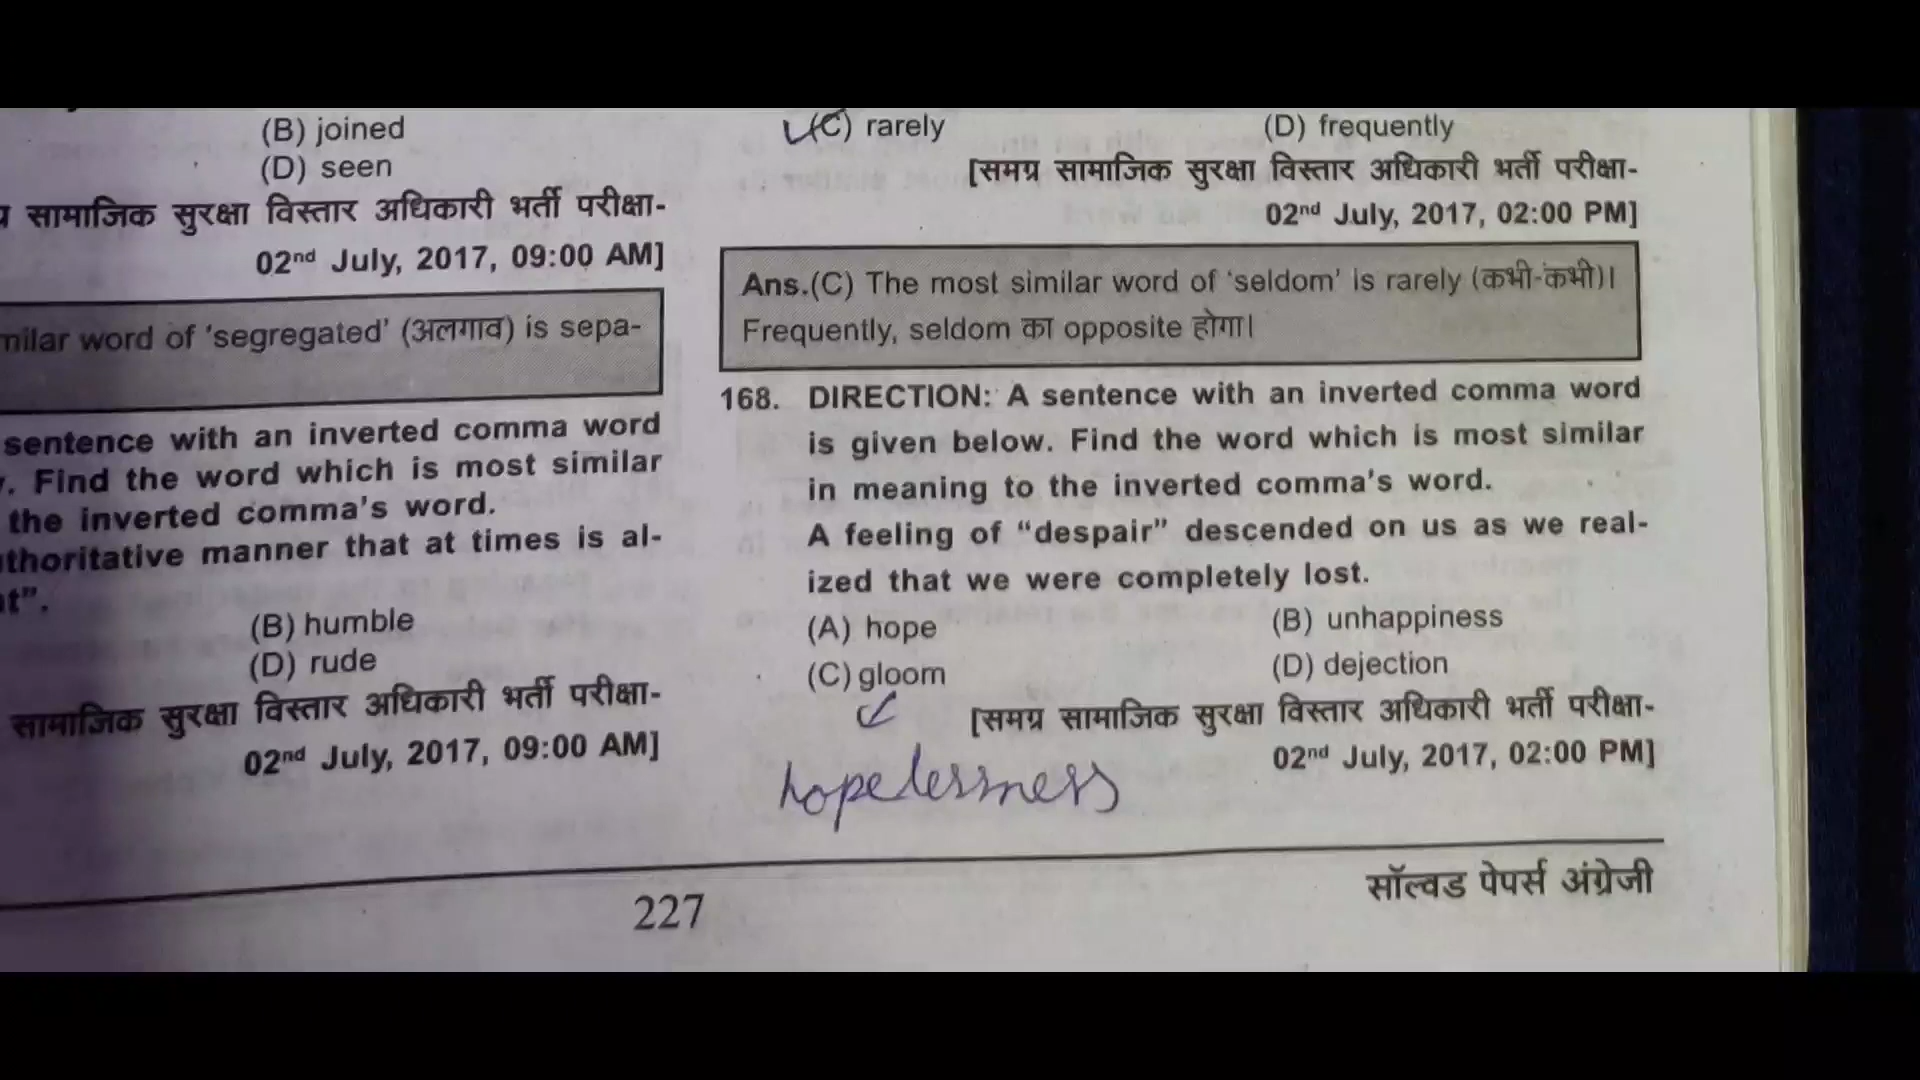 (B) joined
(D) seen
सामाजिक सुरक्षा विस्तार अधिकारी भर्ती परीक्षा-
02nd July, 2017, 09:00 AM]
word of 'segregated' (अलगाव) is sepa-
sentence with an inverted comma word
. Find the word which is most similar
the inverted comma's word.
manner that at times is al-
".
(B) humble
(D) rude
सामाजिक सुरक्षा विस्तार अधिकारी भर्ती परीक्षा-
02nd July, 2017, 09:00 AM]
(C) rarely (D) frequently
[समग्र सामाजिक सुरक्षा विस्तार अधिकारी भर्ती परीक्षा-
02nd July, 2017, 02:00 PM]
Ans.(C) The most similar word of 'seldom' is rarely (कभी-कभी)।
Frequently, seldom का opposite होगा।
168. DIRECTION: A sentence with an inverted comma word
is given below. Find the word which is most similar
in meaning to the inverted comma's word.
A feeling of “despair” descended on us as we real-
ized that we were completely lost.
(A) hope (B) unhappiness
(C) gloom (D) dejection
[समग्र सामाजिक सुरक्षा विस्तार अधिकारी भर्ती परीक्षा-
02nd July, 2017, 02:00 PM]
hopelessness
227
सॉल्वड पेपर्स अंग्रेजी